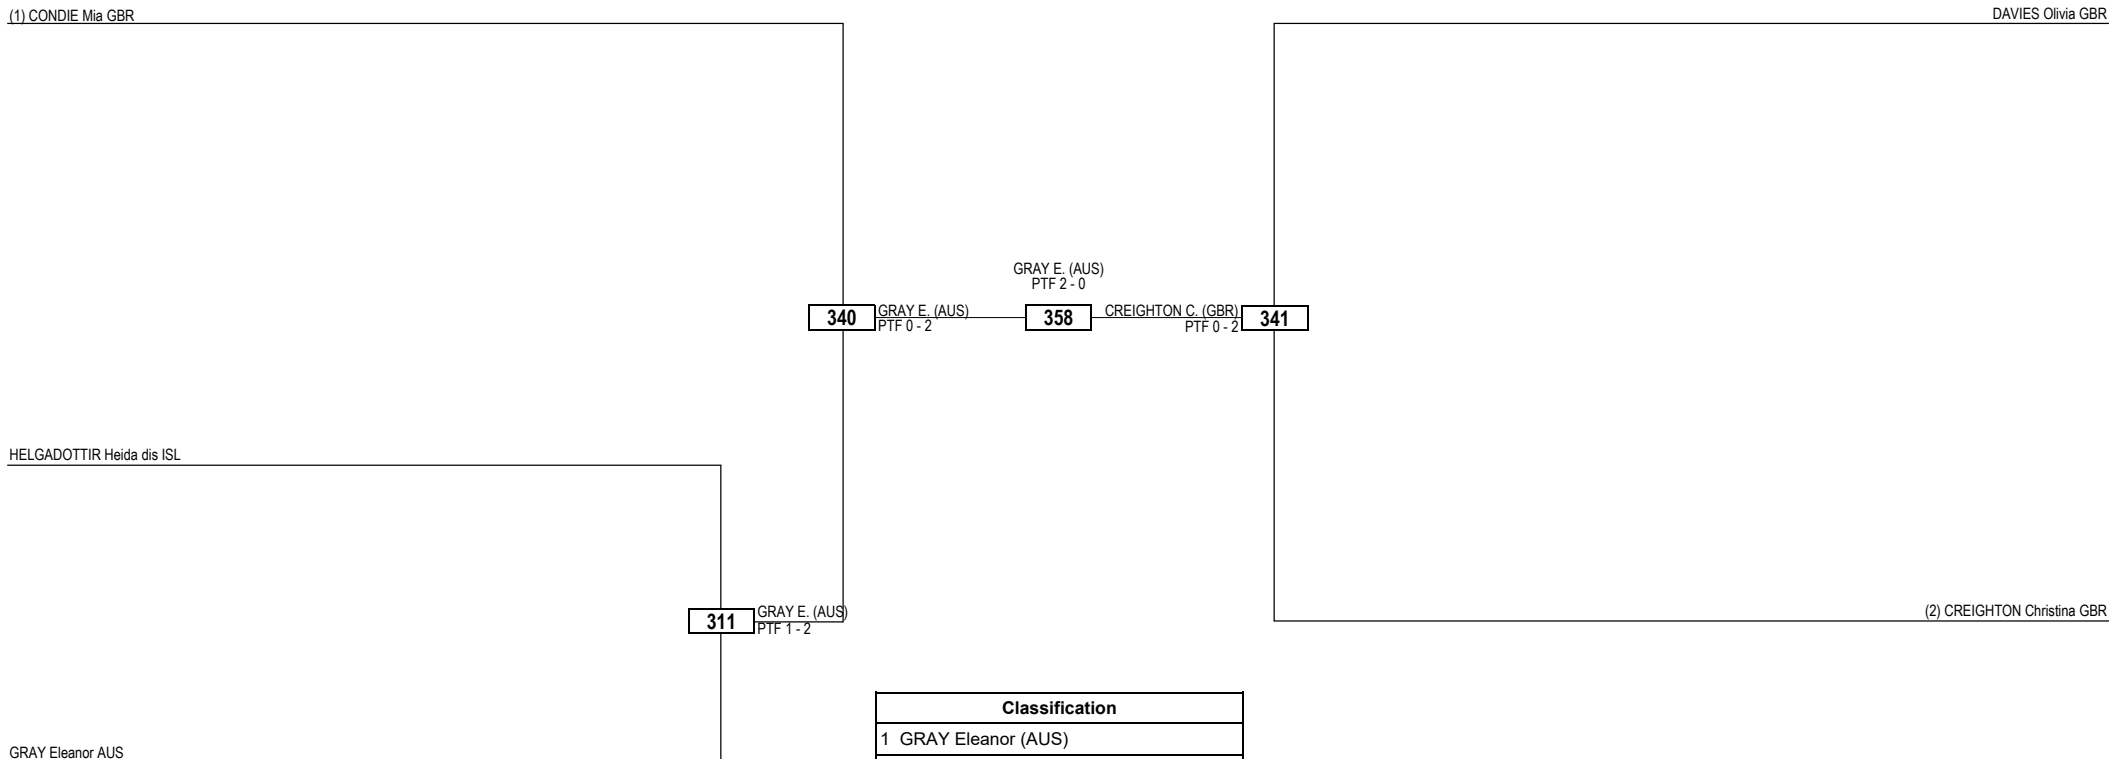 (1) CONDIE Mia GBR
DAVIES Olivia GBR
GRAY E. (AUS)
PTF 2 - 0
340
GRAY E. (AUS)
PTF 0 - 2
358
CREIGHTON C. (GBR)
PTF 0 - 2
341
HELGADOTTIR Heida dis ISL
311
GRAY E. (AUS)
PTF 1 - 2
(2) CREIGHTON Christina GBR
Classification
1 GRAY Eleanor (AUS)
GRAY Eleanor AUS